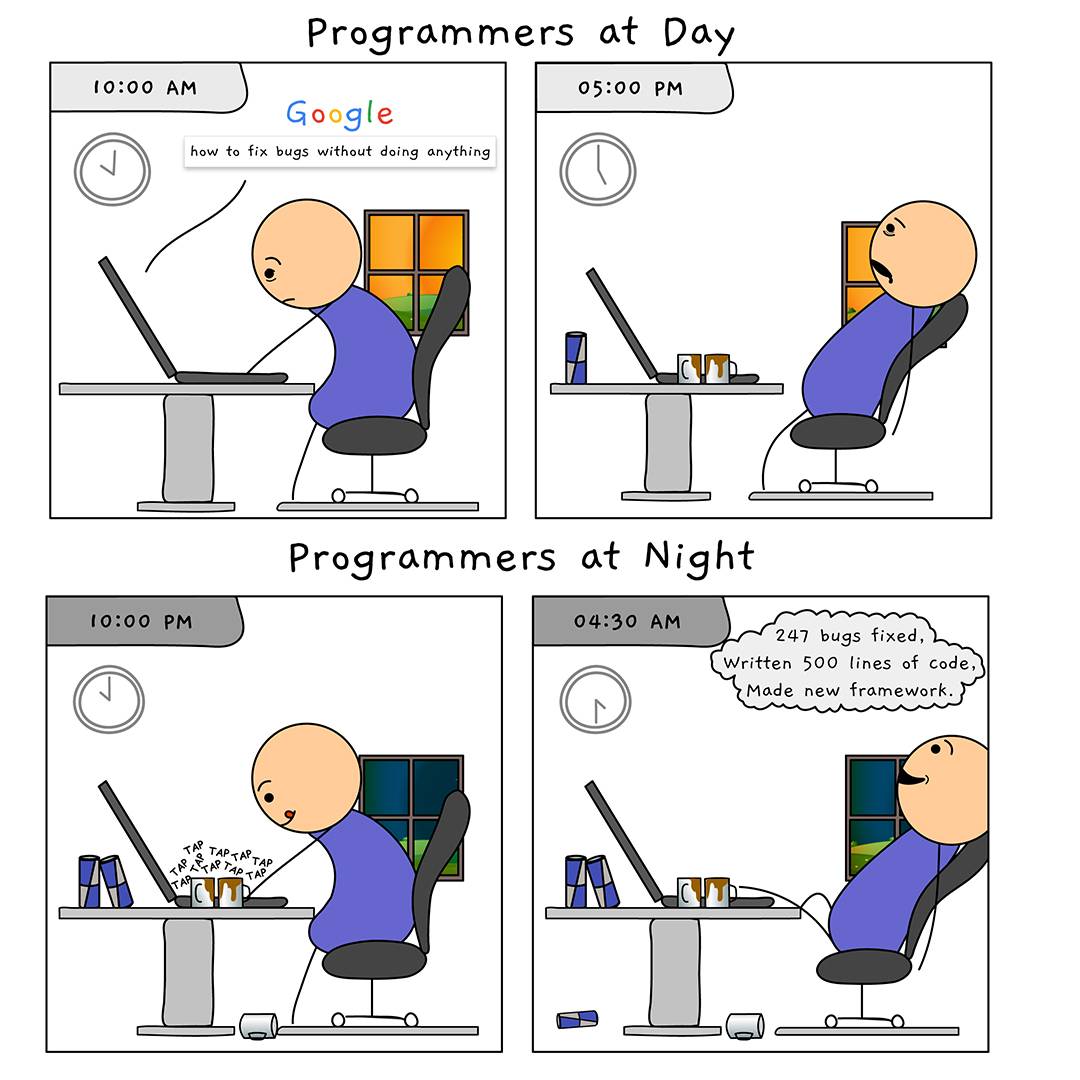 Programmers at Day
10:00 AM
Google
how to fix bugs without doing anything
05:00 PM
Programmers at Night
10:00 PM
TAP
TAP
TAP
TAP
TAP
TAP
TAP
TAP
TAP
TAP
04:30 AM
247 bugs fixed,
Written 500 lines of code,
Made new framework.